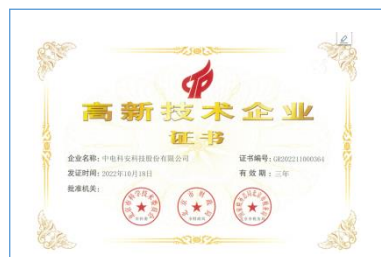 高新技术企业
证书
企业名称：中电科安科技股份有限公司 证书编号：GR202211000364
发证时间：2022年10月18日 有效期：三年
批准机关：